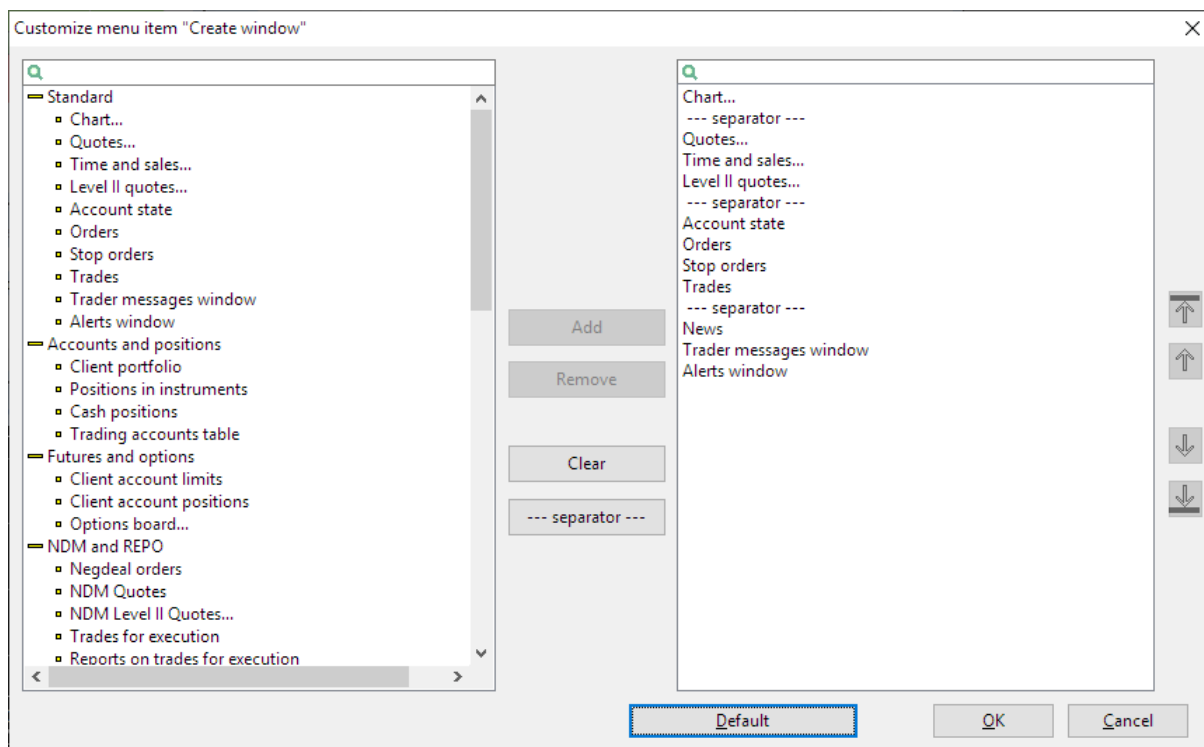 Customize menu item "Create window"
Standard
Chart...
Quotes...
Time and sales...
Level II quotes...
Account state
Orders
Stop orders
Trades
Trader messages window
Alerts window
Accounts and positions
Client portfolio
Positions in instruments
Cash positions
Trading accounts table
Futures and options
Client account limits
Client account positions
Options board...
NDM and REPO
Negdeal orders
NDM Quotes
NDM Level II Quotes...
Trades for execution
Reports on trades for execution
Add
Remove
Clear
--- separator ---
Chart...
--- separator ---
Quotes...
Time and sales...
Level II quotes...
--- separator ---
Account state
Orders
Stop orders
Trades
--- separator ---
News
Trader messages window
Alerts window
Default
OK
Cancel